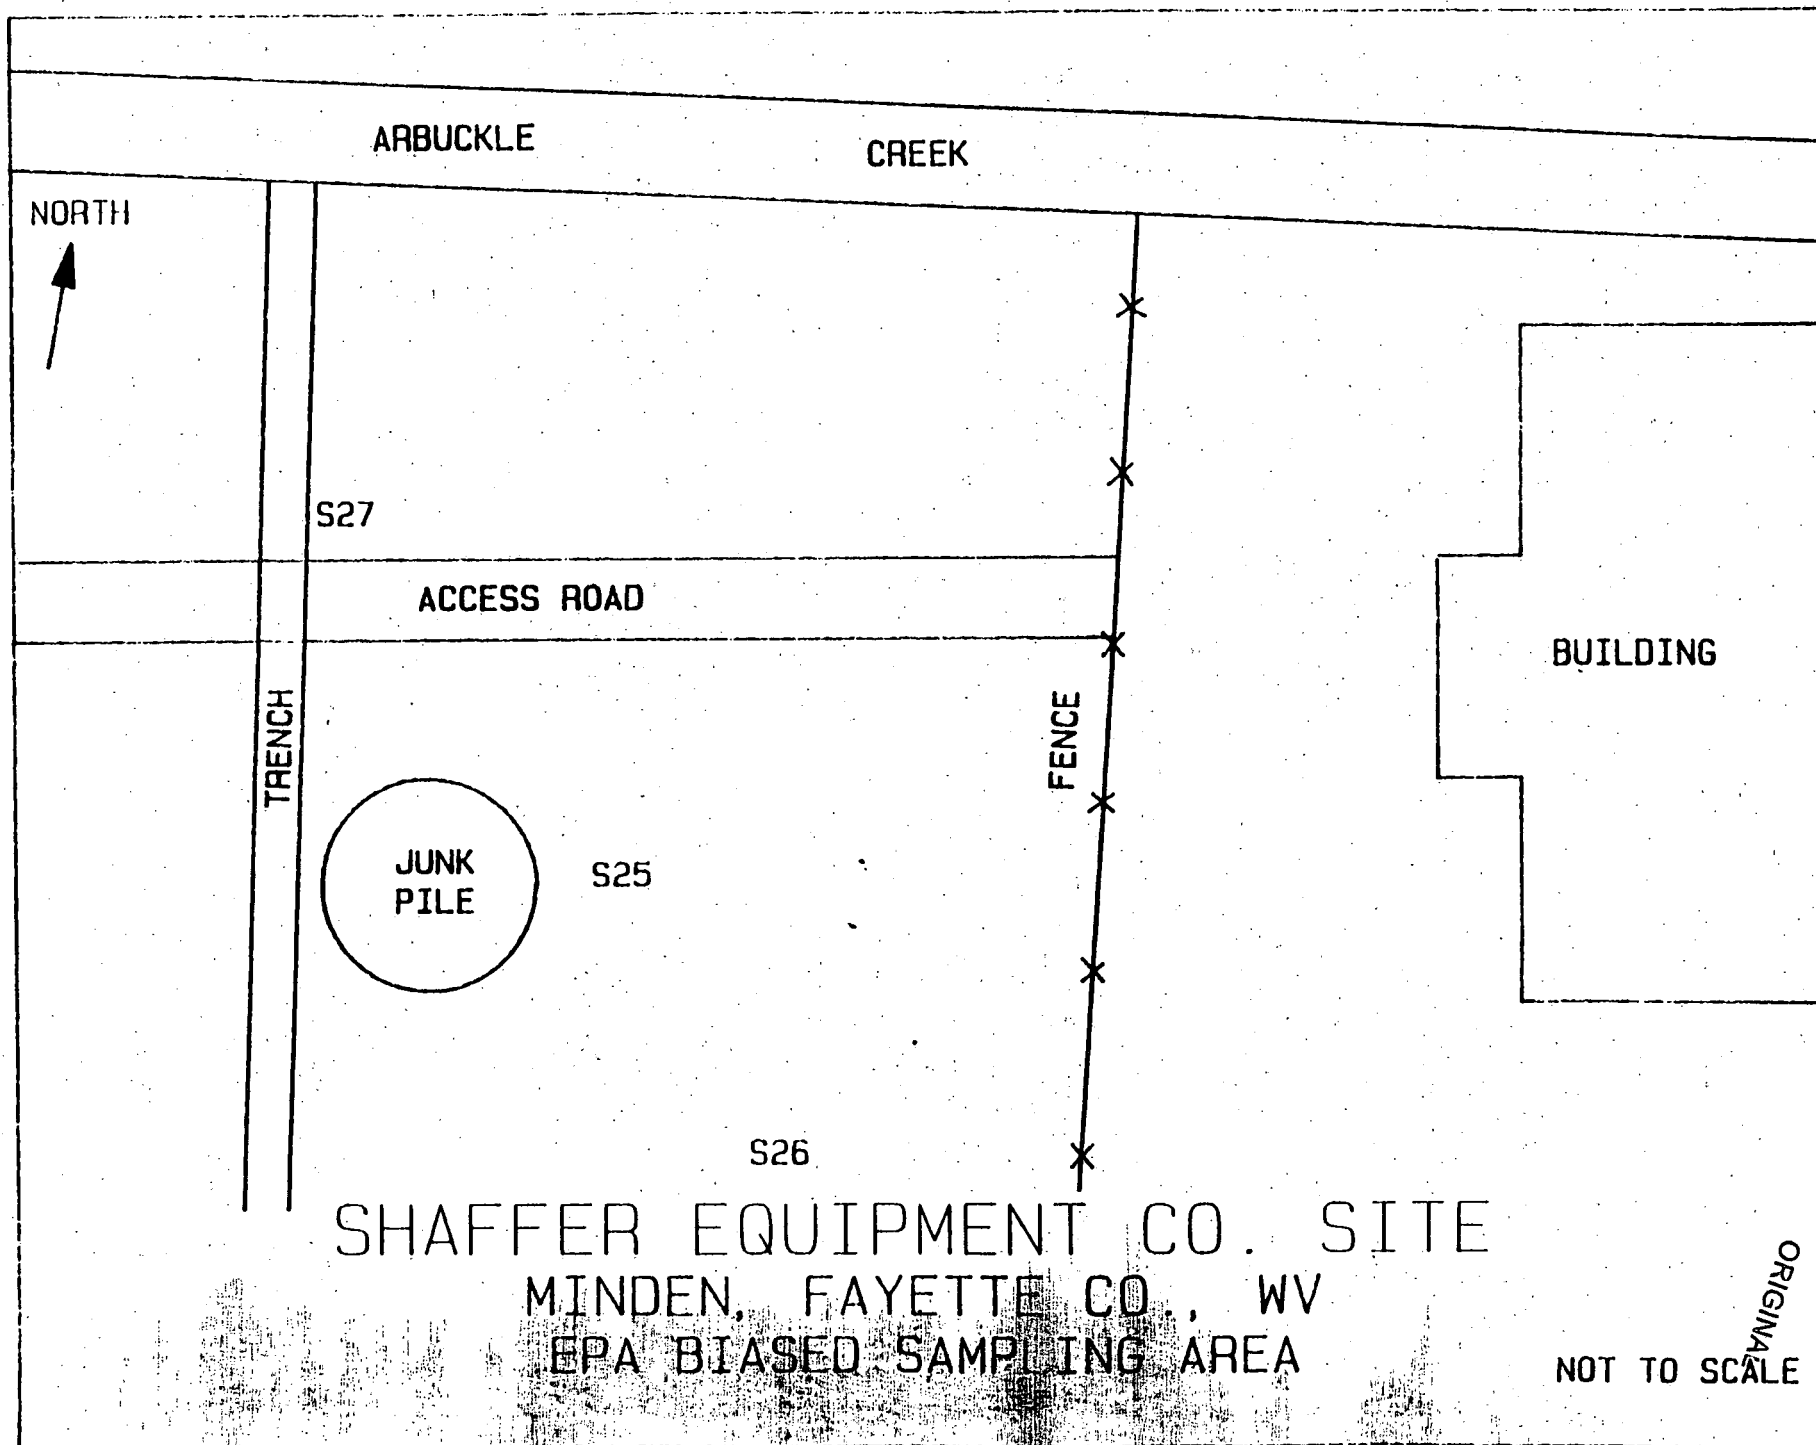 ARBUCKLE CREEK
NORTH
S27
ACCESS ROAD
BUILDING
TRENCH
FENCE
JUNK
PILE
S25
S26
SHAFFER EQUIPMENT CO. SITE
MINDEN, FAYETTE CO., WV
EPA BIASED SAMPLING AREA
ORIGINAL
NOT TO SCALE